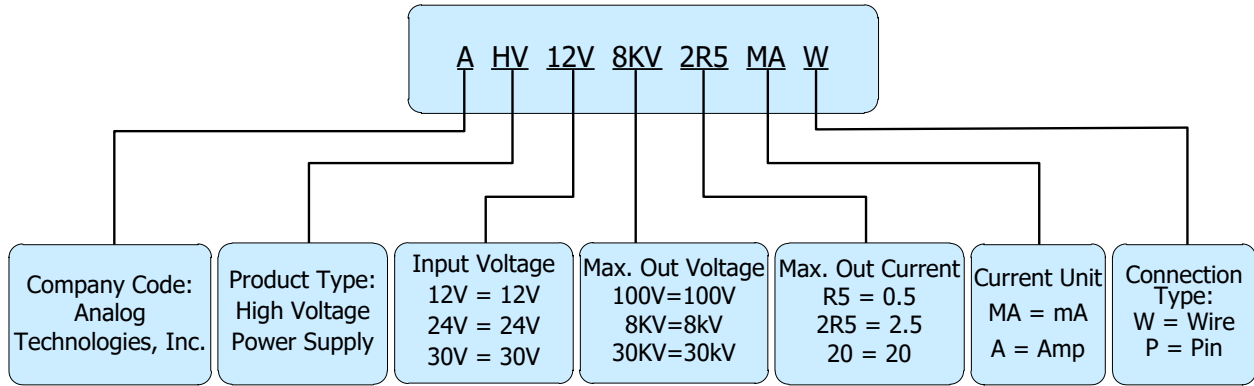 A HV 12V 8KV 2R5 MA W
Company Code:
Analog
Technologies, Inc.
Product Type:
High Voltage
Power Supply
Input Voltage
12V = 12V
24V = 24V
30V = 30V
Max. Out Voltage
100V=100V
8KV=8kV
30KV=30kV
Max. Out Current
R5 = 0.5
2R5 = 2.5
20 = 20
Current Unit
MA = mA
A = Amp
Connection
Type:
W = Wire
P = Pin